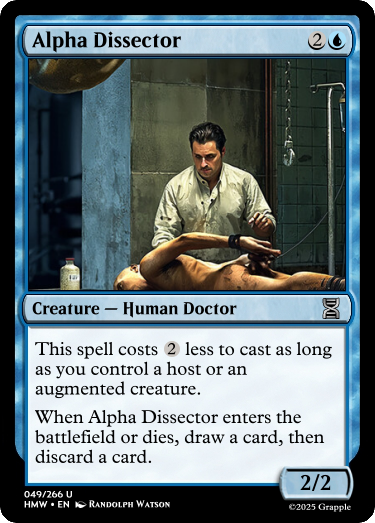 Alpha Dissector 2
Creature — Human Doctor
This spell costs 2 less to cast as long
as you control a host or an
augmented creature.
When Alpha Dissector enters the
battlefield or dies, draw a card, then
discard a card.
2/2
049/266 U
HMW • EN Randolph Watson
©2025 Grapple